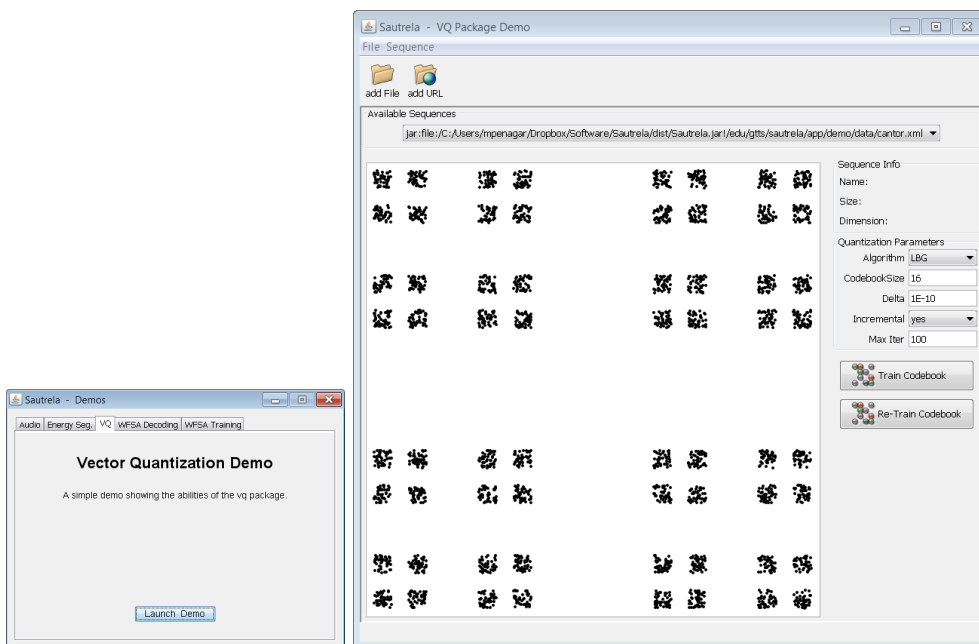 Sautrela - VQ Package Demo
File Sequence
add File add URL
Available Sequences
jar:file:/C:/Users/mpenagar/Dropbox/Software/Sautrela/dist/Sautrela.jar!/edu/gtts/sautrela/app/demo/data/cantor.xml
Sequence Info
Name:
Size:
Dimension:
Quantization Parameters
Algorithm LBG
CodebookSize 16
Delta 1E-10
Incremental yes
Max Iter 100
Train Codebook
Re-Train Codebook
Sautrela - Demos
Audio Energy Seg. VQ WFSA Decoding WFSA Training
Vector Quantization Demo
A simple demo showing the abilities of the vq package.
Launch Demo